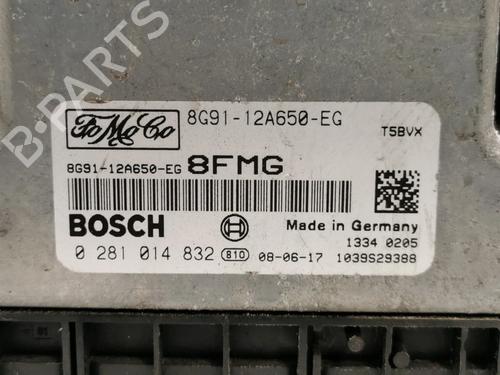 B-PARTS
FoMoCo 8G91-12A650-EG
T5BVX
8G91-12A650-EG 8FMG
BOSCH
Made in Germany
1334 0205
0 281 014 832 810 08-06-17 1039S29388